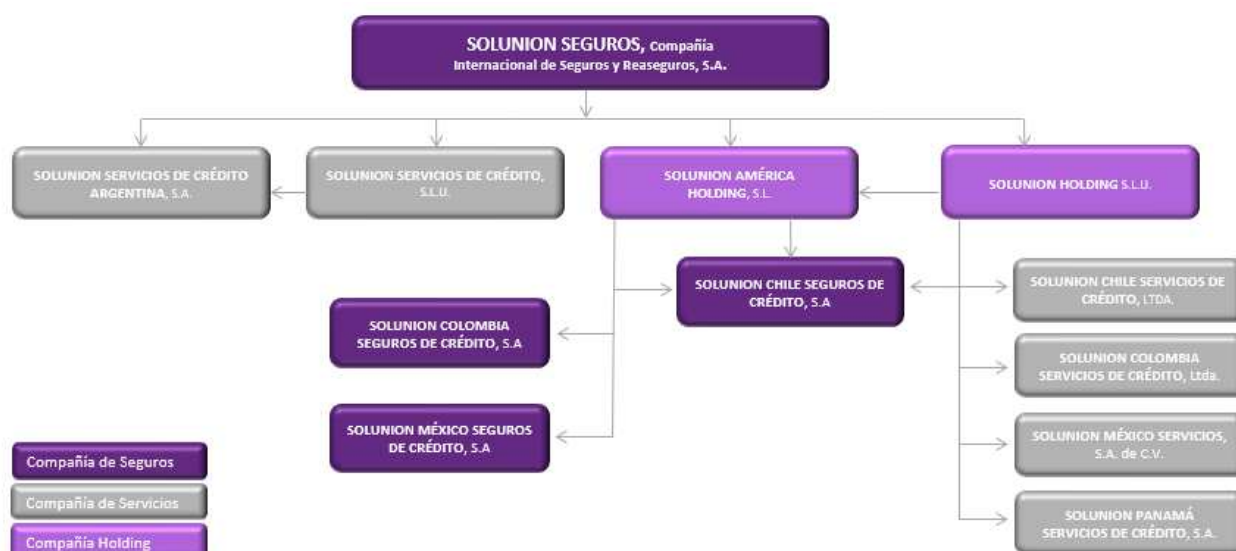 SOLUNION SEGUROS, Compañía
Internacional de Seguros y Reaseguros, S.A.
SOLUNION SERVICIOS DE CRÉDITO
ARGENTINA, S.A.
SOLUNION SERVICIOS DE CRÉDITO,
S.L.U.
SOLUNION AMÉRICA
HOLDING, S.L.
SOLUNION HOLDING S.L.U.
SOLUNION CHILE SEGUROS DE
CRÉDITO, S.A
SOLUNION CHILE SERVICIOS DE
CRÉDITO, LTDA.
SOLUNION COLOMBIA
SEGUROS DE CRÉDITO, S.A
SOLUNION COLOMBIA
SERVICIOS DE CRÉDITO, Ltda.
SOLUNION MÉXICO SEGUROS
DE CRÉDITO, S.A
SOLUNION MÉXICO SERVICIOS,
S.A. de C.V.
SOLUNION PANAMÁ
SERVICIOS DE CRÉDITO, S.A.
Compañía de Seguros
Compañía de Servicios
Compañía Holding